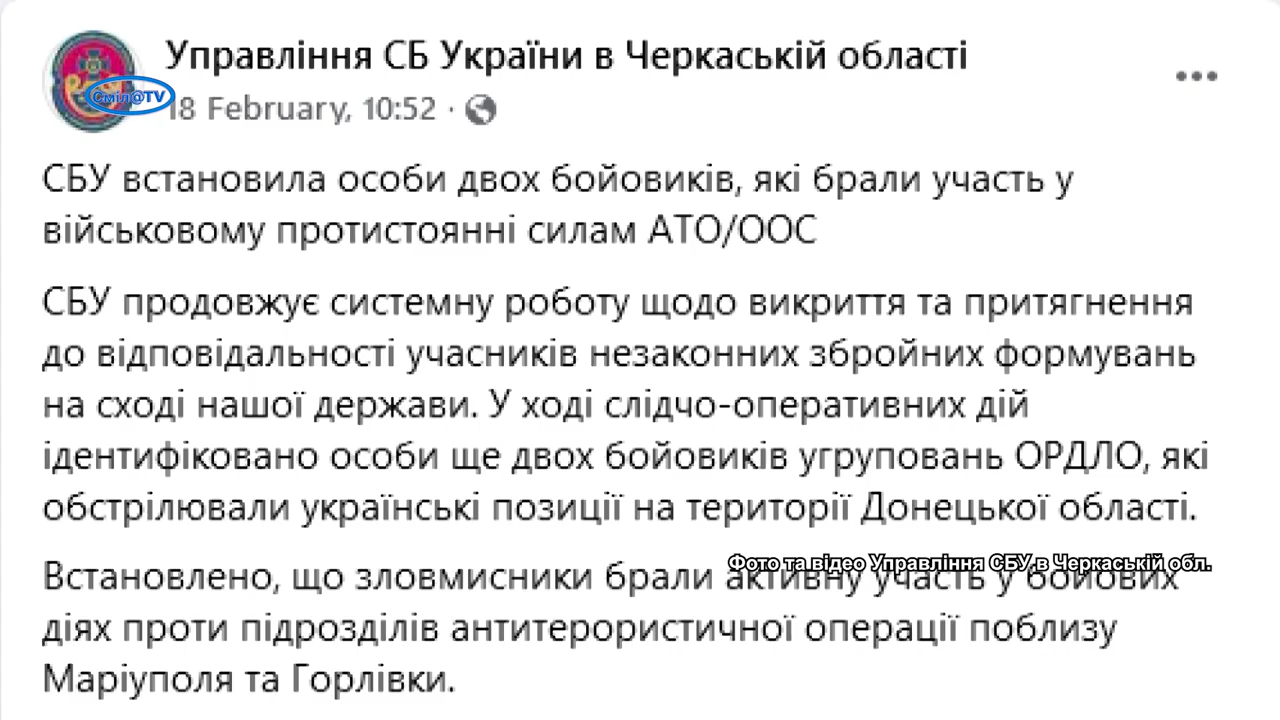 Управління СБ України в Черкаській області
Сміл@TV
18 February, 10:52 ·
СБУ встановила особи двох бойовиків, які брали участь у
військовому протистоянні силам АТО/ООС
СБУ продовжує системну роботу щодо викриття та притягнення
до відповідальності учасників незаконних збройних формувань
на сході нашої держави. У ході слідчо-оперативних дій
ідентифіковано особи ще двох бойовиків угруповань ОРДЛО, які
обстрілювали українські позиції на території Донецької області.
Фото та відео Управління СБУ в Черкаській обл.
Встановлено, що зловмисники брали активну участь у бойових
діях проти підрозділів антитерористичної операції поблизу
Маріуполя та Горлівки.